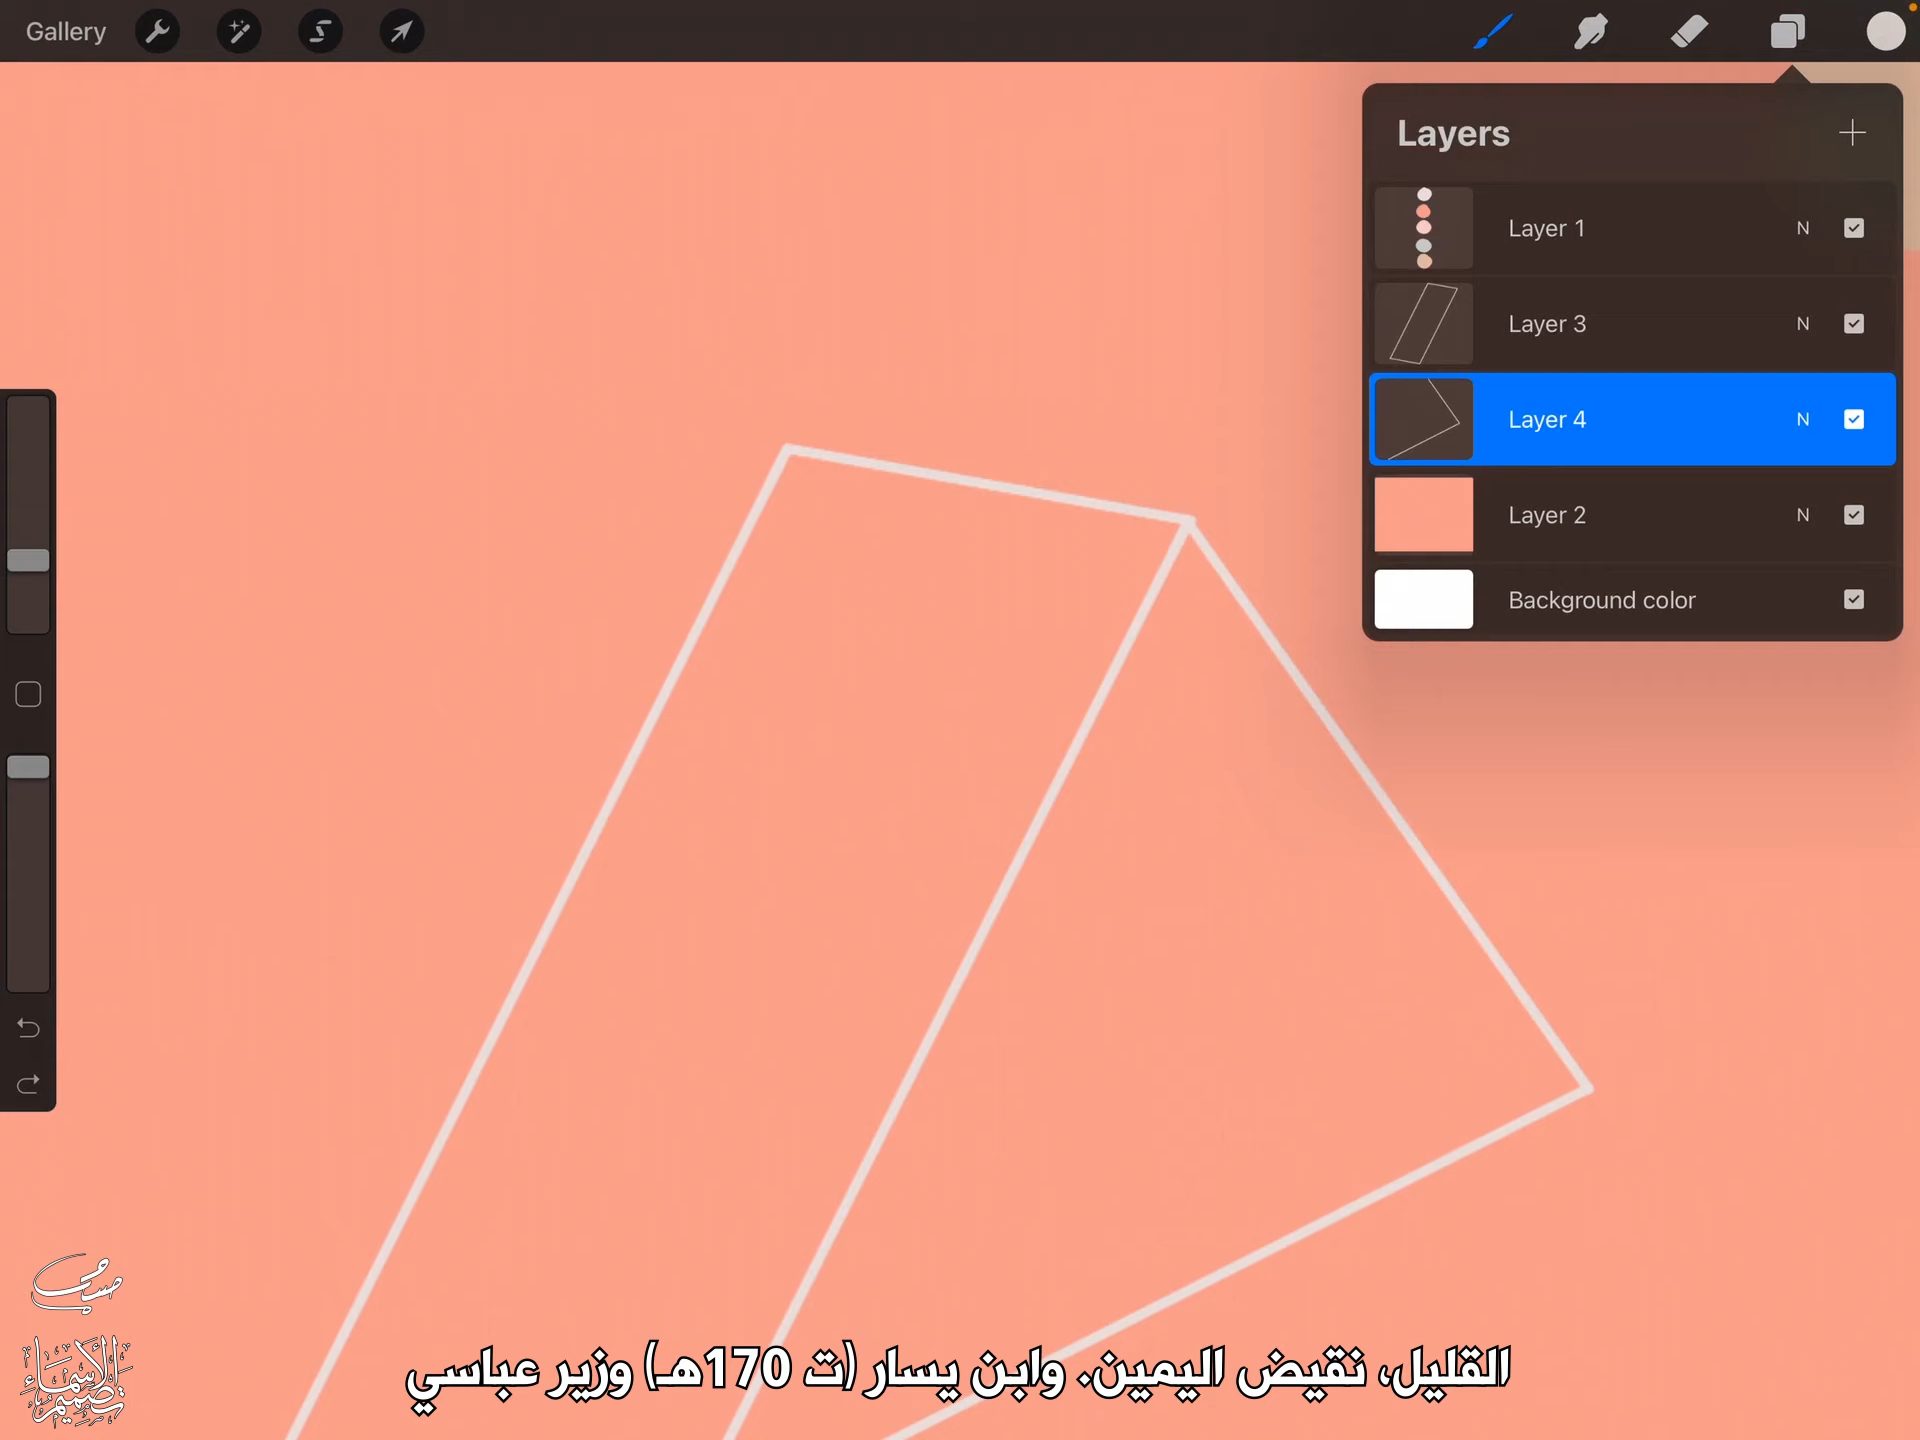 Gallery
Layers
Layer 1 N
Layer 3 N
Layer 4 N
Layer 2 N
Background color
القليل، نقيض اليمين. وابن يسار (ت 170هـ) وزير عباسي